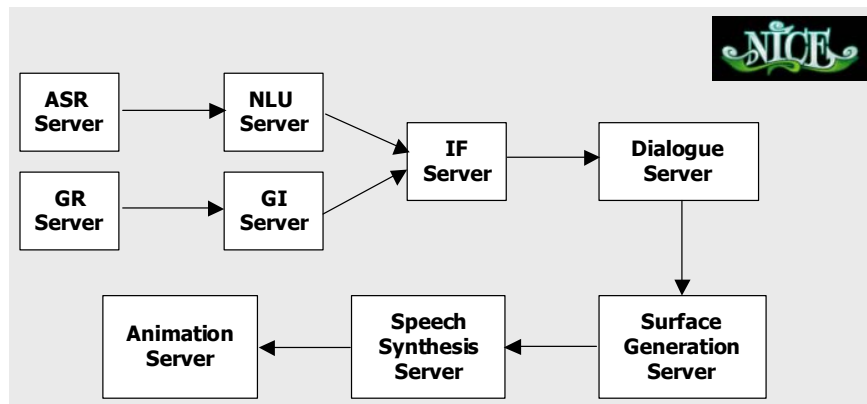 NICE
ASR
Server
NLU
Server
IF
Server
Dialogue
Server
GR
Server
GI
Server
Animation
Server
Speech
Synthesis
Server
Surface
Generation
Server